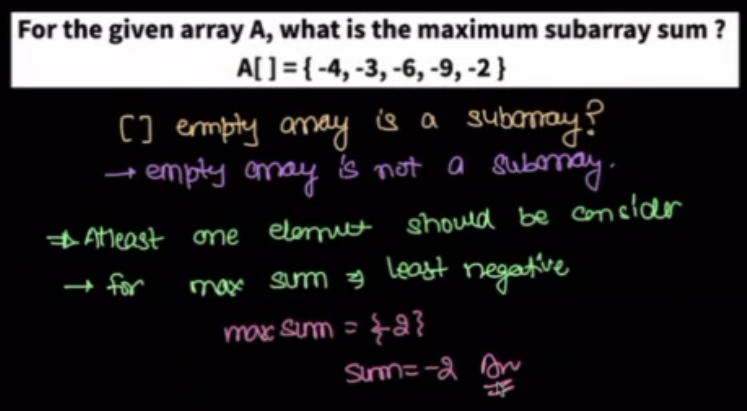 For the given array A, what is the maximum subarray sum ?
A[ ] = { -4, -3, -6, -9, -2 }
[ ] empty array is a subarray?
→ empty array is not a subarray.
⇒ Atleast one element should be consider
→ for max sum ⇒ least negative
max sum = {-2}
sum = -2 Ans